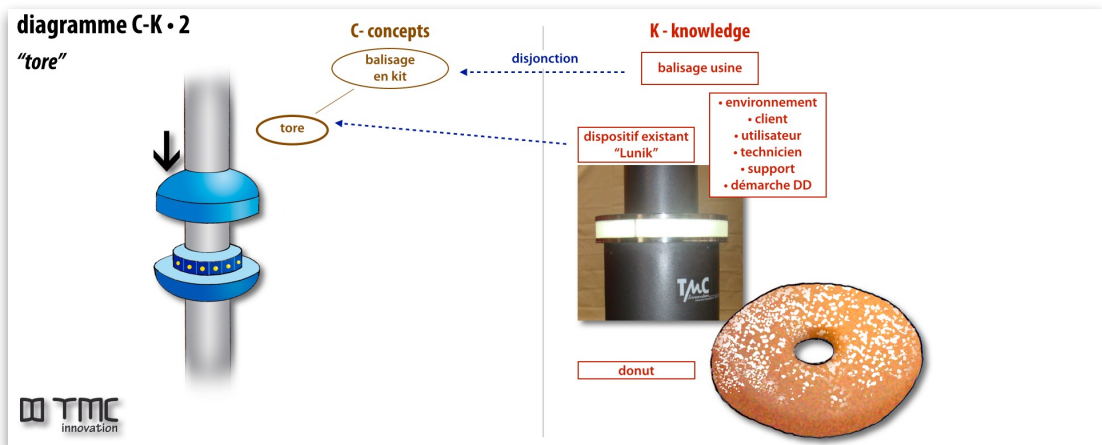 diagramme C-K • 2
"tore"
C- concepts
K - knowledge
balisage
en kit
disjonction
balisage usine
tore
dispositif existant
"Lunik"
• environnement
• client
• utilisateur
• technicien
• support
• démarche DD
TMC
donut
TMC
innovation